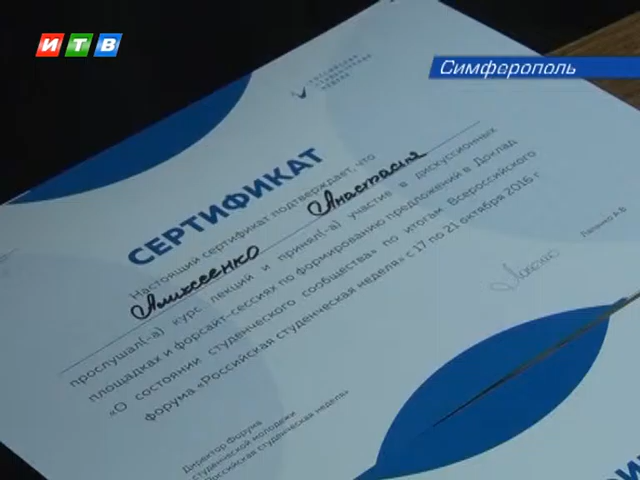 ИТВ
Симферополь
РОССИЙСКАЯ
СТУДЕНЧЕСКАЯ
НЕДЕЛЯ
СЕРТИФИКАТ
Настоящий сертификат подтверждает, что
Анастасия
прослушал(-а) курс лекций и принял(-а) участие в дискуссионных
площадках и форсайт-сессиях по формированию предложений в Доклад
«О состоянии студенческого сообщества» по итогам Всероссийского
форума «Российская студенческая неделя» с 17 по 21 октября 2016 г.
Директор Форума
студенческой молодежи
«Российская студенческая неделя»